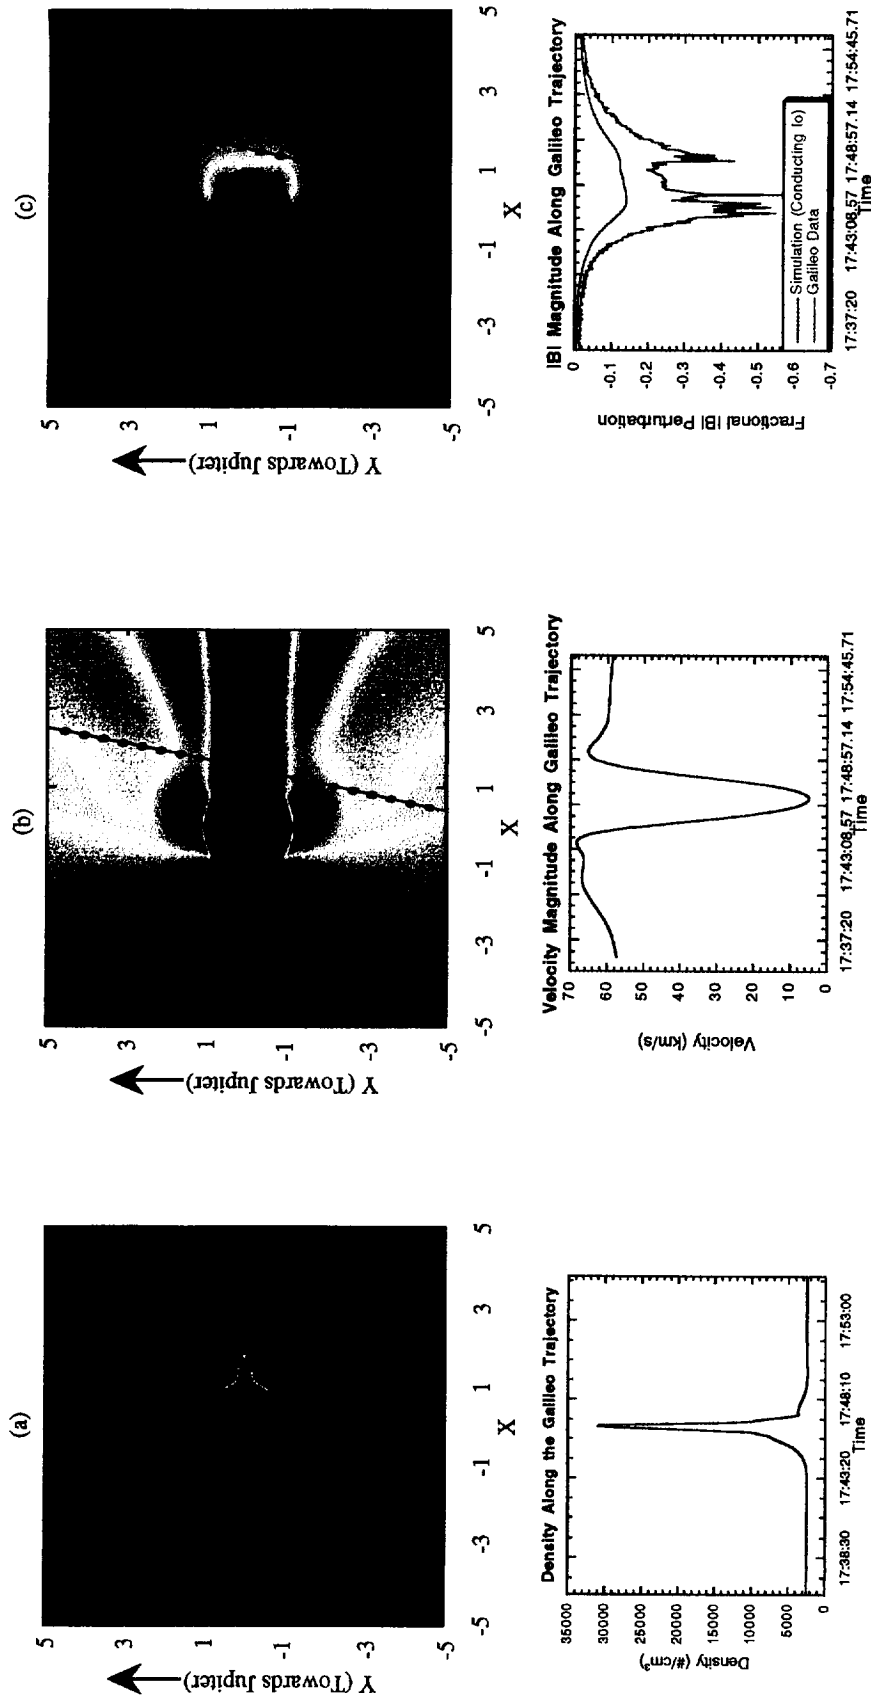 (a)
5
3
1
-1
-3
-5
Y (Towards Jupiter)
-5 -3 -1 1 3 5
X
Density Along the Galileo Trajectory
35000
30000
25000
20000
15000
10000
5000
0
Density (#/cm³)
17:38:30 17:43:20 17:48:10 17:53:00
Time
(b)
5
3
1
-1
-3
-5
Y (Towards Jupiter)
-5 -3 -1 1 3 5
X
Velocity Magnitude Along Galileo Trajectory
70
60
50
40
30
20
10
0
Velocity (km/s)
17:37:20 17:43:08.57 17:48:57.14 17:54:45.71
Time
(c)
5
3
1
-1
-3
-5
Y (Towards Jupiter)
-5 -3 -1 1 3 5
X
|B| Magnitude Along Galileo Trajectory
0
-0.1
-0.2
-0.3
-0.4
-0.5
-0.6
-0.7
Fractional |B| Perturbation
Simulation (Conducting Io)
Galileo Data
17:37:20 17:43:08.57 17:48:57.14 17:54:45.71
Time